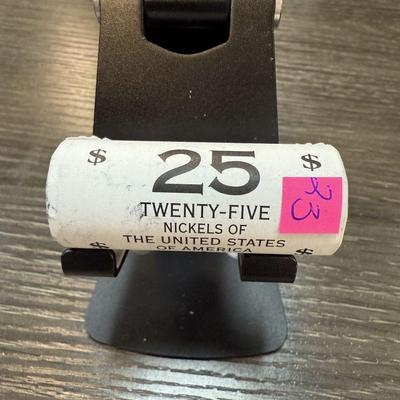 $ 25 $
TWENTY-FIVE
NICKELS OF
$ THE UNITED STATES $
OF AMERICA
23